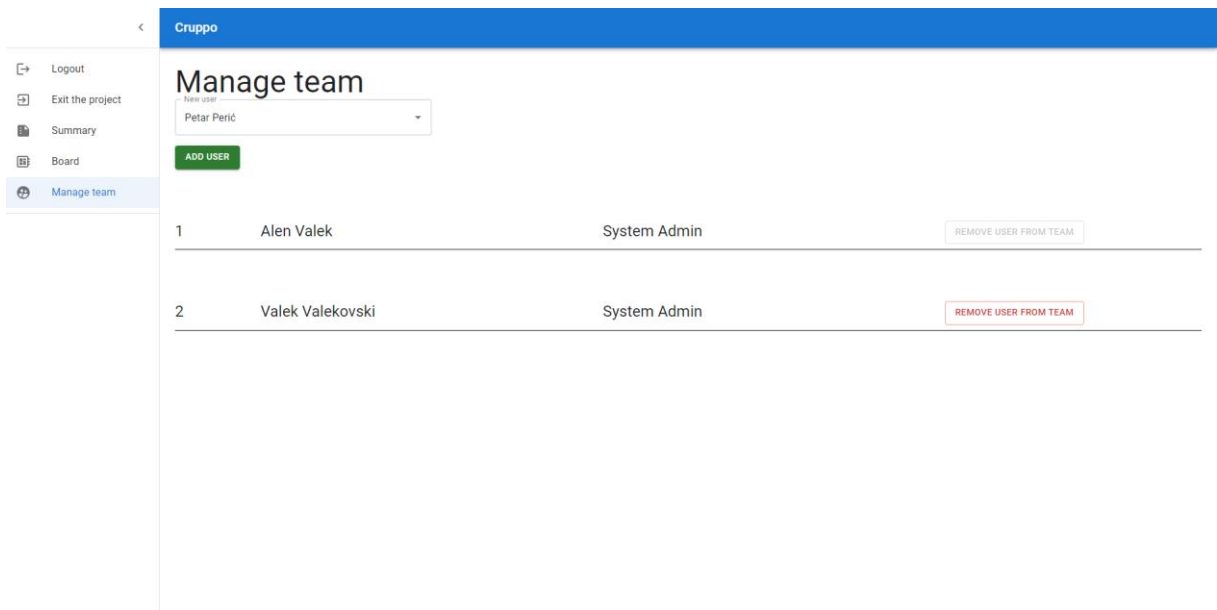 Cruppo
Logout
Exit the project
Summary
Board
Manage team
Manage team
New user
Petar Perić
ADD USER
1 Alen Valek System Admin REMOVE USER FROM TEAM
2 Valek Valekovski System Admin REMOVE USER FROM TEAM